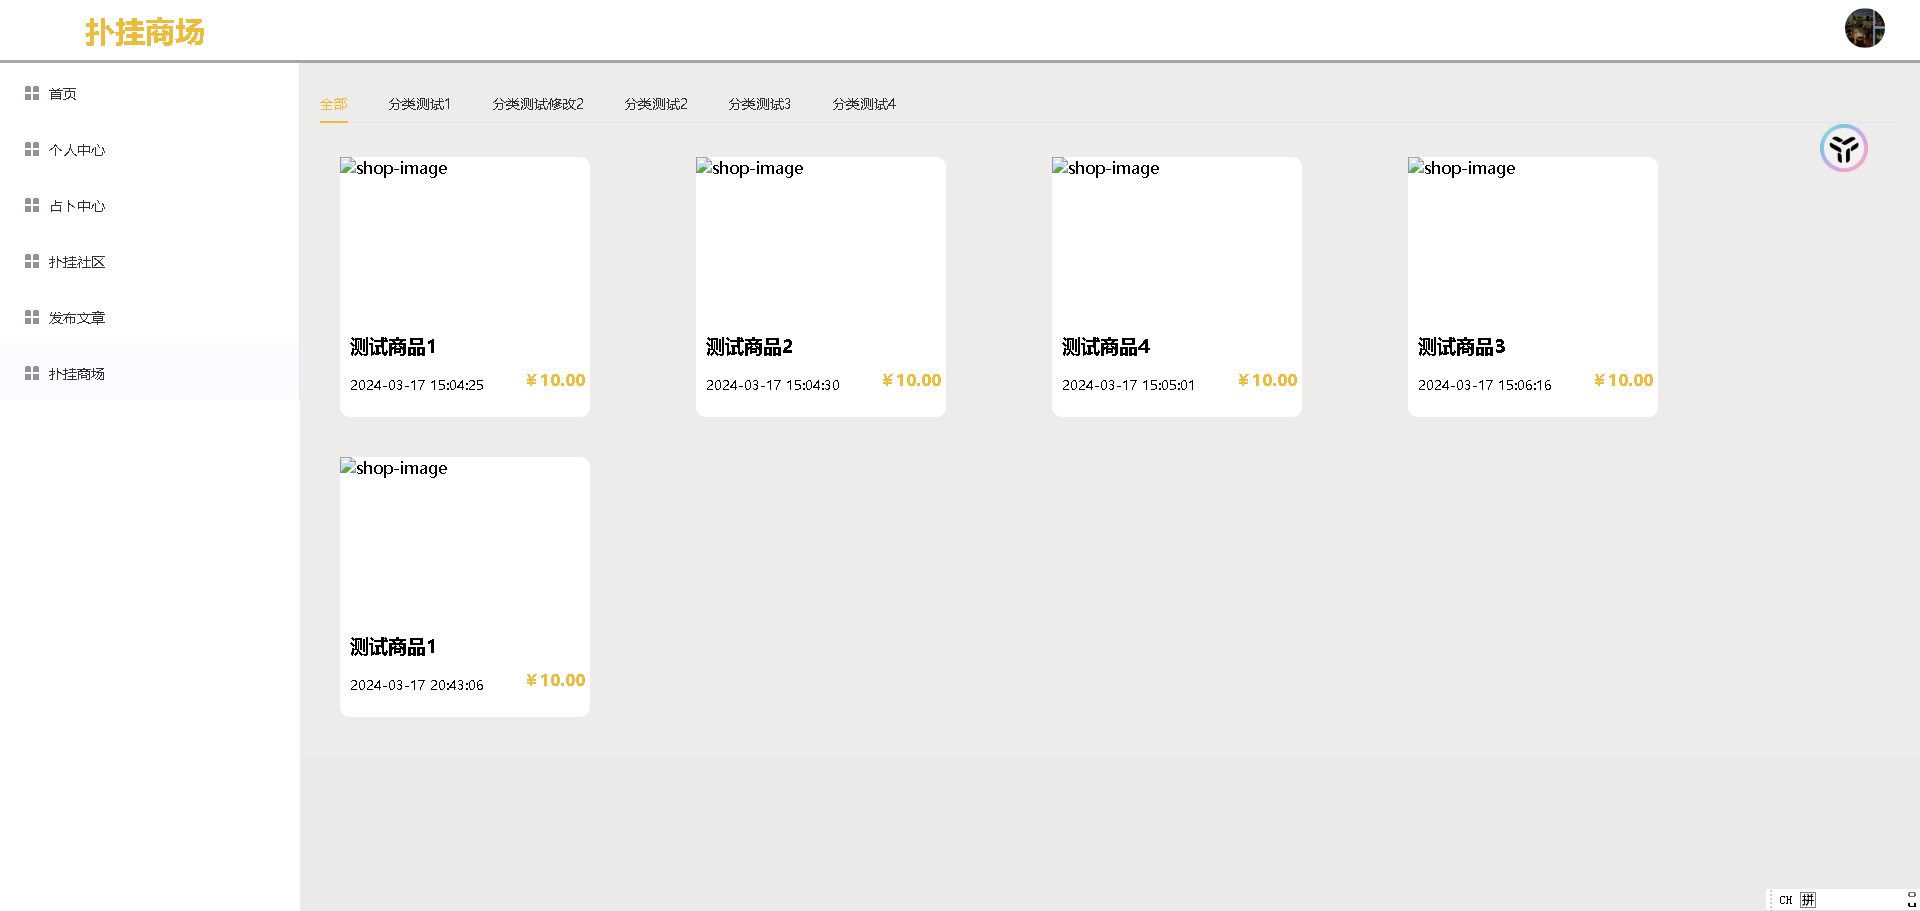 扑挂商场
首页
个人中心
占卜中心
扑挂社区
发布文章
扑挂商场
全部 分类测试1 分类测试修改2 分类测试2 分类测试3 分类测试4
shop-image shop-image shop-image shop-image
测试商品1 测试商品2 测试商品4 测试商品3
2024-03-17 15:04:25 ¥10.00 2024-03-17 15:04:30 ¥10.00 2024-03-17 15:05:01 ¥10.00 2024-03-17 15:06:16 ¥10.00
shop-image
测试商品1
2024-03-17 20:43:06 ¥10.00
CH 拼